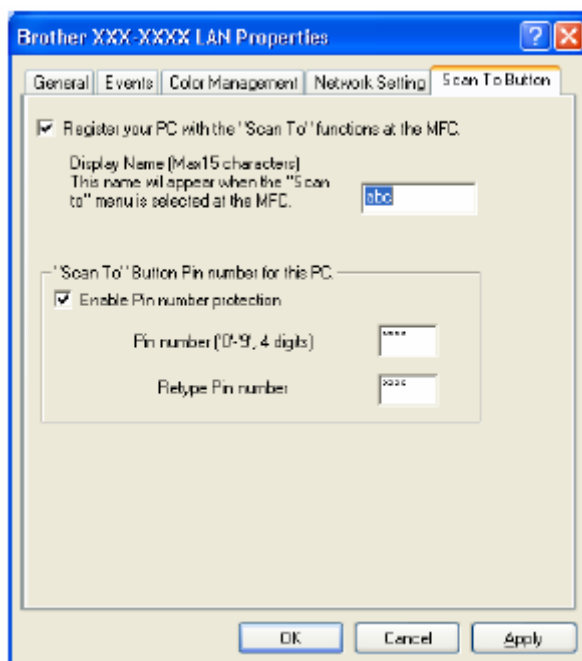 Brother XXX-XXXX LAN Properties
General Events Color Management Network Setting Scan To Button
Register your PC with the "Scan To" functions at the MFC.
Display Name (Max15 characters)
This name will appear when the "Scan
to" menu is selected at the MFC.
abc
"Scan To" Button Pin number for this PC.
Enable Pin number protection
Pin number ('0'-'9', 4 digits)
****
Retype Pin number
****
OK Cancel Apply